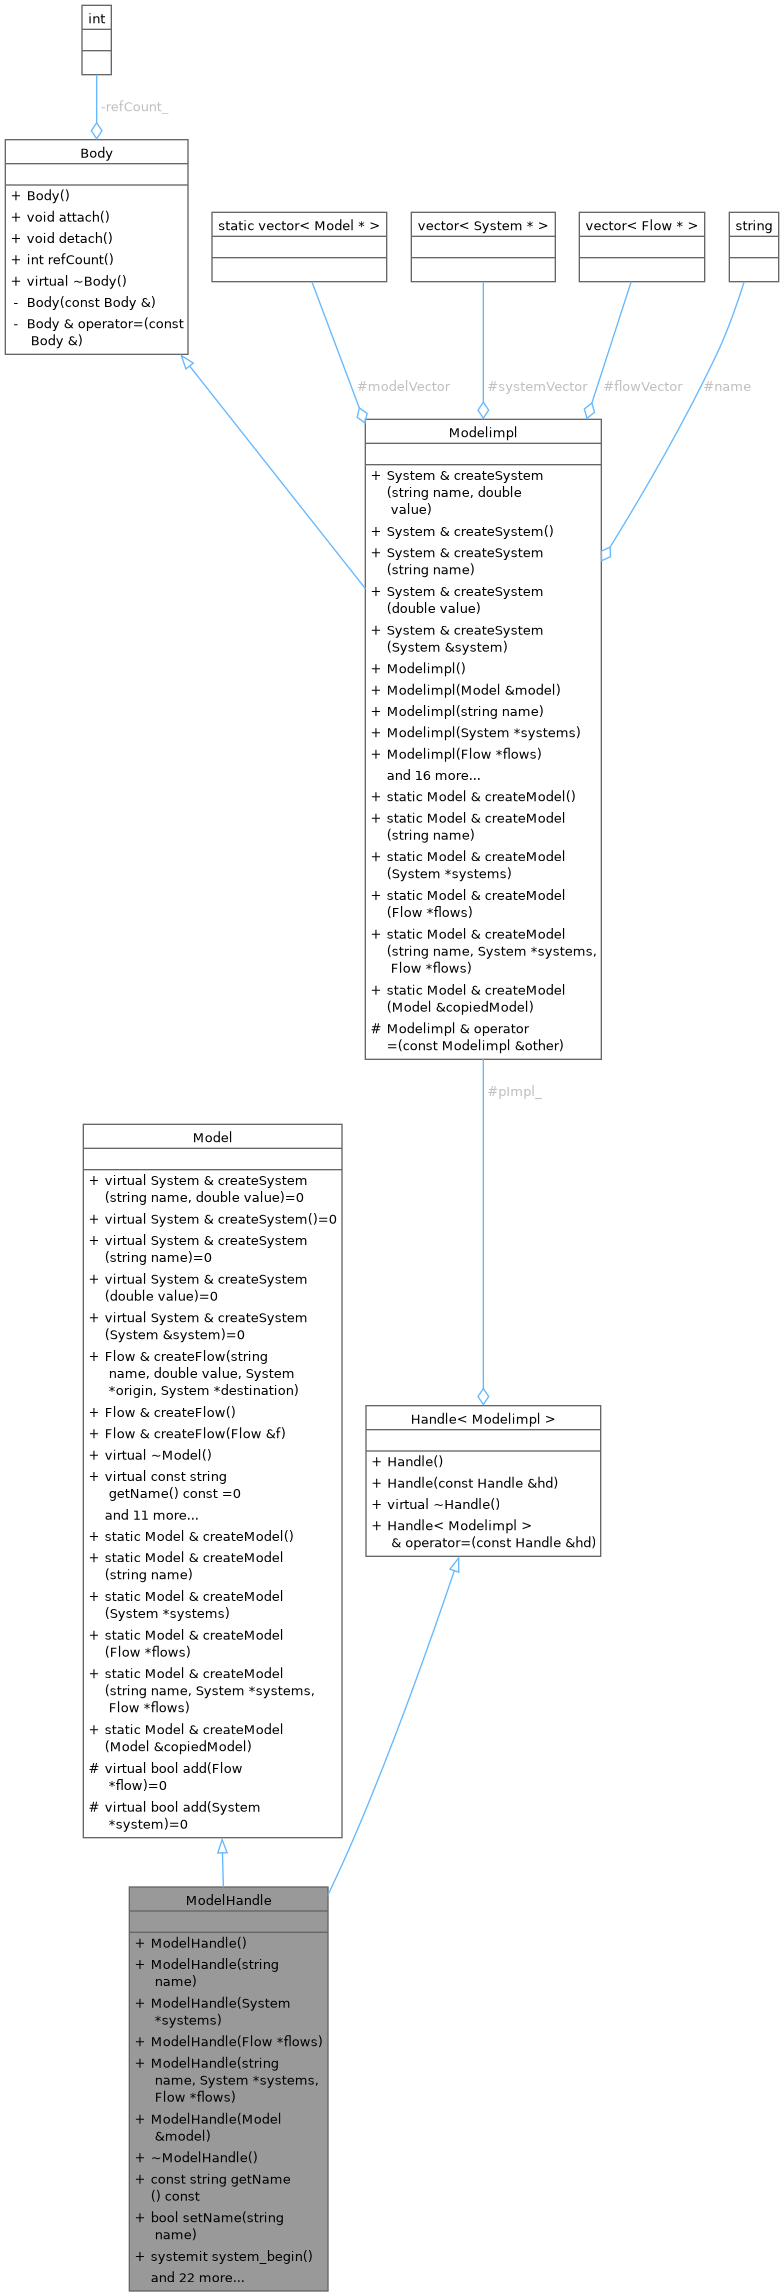 int
-refCount_
Body
+ Body()
+ void attach()
+ void detach()
+ int refCount()
+ virtual ~Body()
- Body(const Body &)
- Body & operator=(const
Body &)
static vector< Model * >
vector< System * >
vector< Flow * >
string
#modelVector
#systemVector
#flowVector
#name
Modelimpl
+ System & createSystem
(string name, double
value)
+ System & createSystem()
+ System & createSystem
(string name)
+ System & createSystem
(double value)
+ System & createSystem
(System &system)
+ Modelimpl()
+ Modelimpl(Model &model)
+ Modelimpl(string name)
+ Modelimpl(System *systems)
+ Modelimpl(Flow *flows)
and 16 more...
+ static Model & createModel()
+ static Model & createModel
(string name)
+ static Model & createModel
(System *systems)
+ static Model & createModel
(Flow *flows)
+ static Model & createModel
(string name, System *systems,
Flow *flows)
+ static Model & createModel
(Model &copiedModel)
# Modelimpl & operator
=(const Modelimpl &other)
#pImpl_
Model
+ virtual System & createSystem
(string name, double value)=0
+ virtual System & createSystem()=0
+ virtual System & createSystem
(string name)=0
+ virtual System & createSystem
(double value)=0
+ virtual System & createSystem
(System &system)=0
+ Flow & createFlow(string
name, double value, System
*origin, System *destination)
+ Flow & createFlow()
+ Flow & createFlow(Flow &f)
+ virtual ~Model()
+ virtual const string
getName() const =0
and 11 more...
+ static Model & createModel()
+ static Model & createModel
(string name)
+ static Model & createModel
(System *systems)
+ static Model & createModel
(Flow *flows)
+ static Model & createModel
(string name, System *systems,
Flow *flows)
+ static Model & createModel
(Model &copiedModel)
# virtual bool add(Flow
*flow)=0
# virtual bool add(System
*system)=0
Handle< Modelimpl >
+ Handle()
+ Handle(const Handle &hd)
+ virtual ~Handle()
+ Handle< Modelimpl >
& operator=(const Handle &hd)
ModelHandle
+ ModelHandle()
+ ModelHandle(string
name)
+ ModelHandle(System
*systems)
+ ModelHandle(Flow *flows)
+ ModelHandle(string
name, System *systems,
Flow *flows)
+ ModelHandle(Model
&model)
+ ~ModelHandle()
+ const string getName
() const
+ bool setName(string
name)
+ systemit system_begin()
and 22 more...